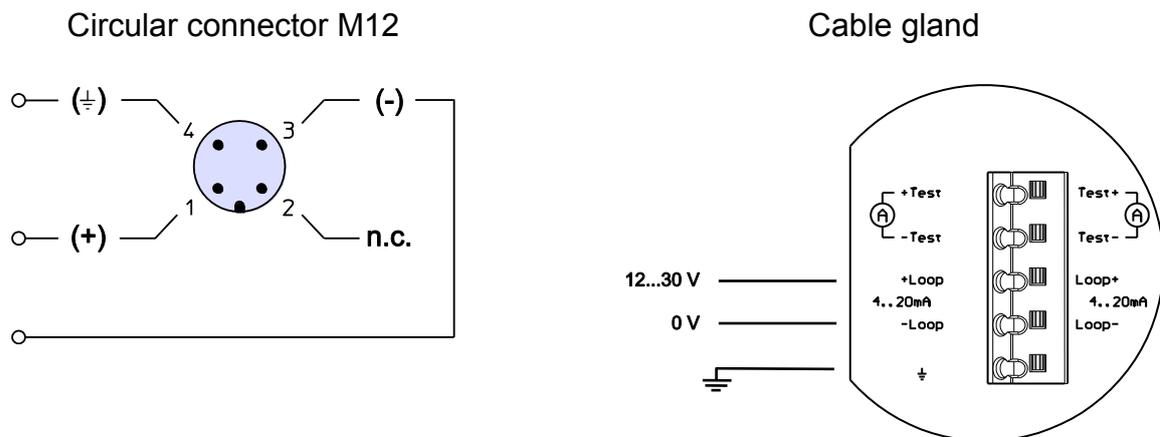 Circular connector M12
Cable gland
(⏚) (-)
4 3
1 2
(+) n.c.
+Test Test+
A A
-Test Test-
12...30 V +Loop Loop+
4..20mA 4..20mA
0 V -Loop Loop-